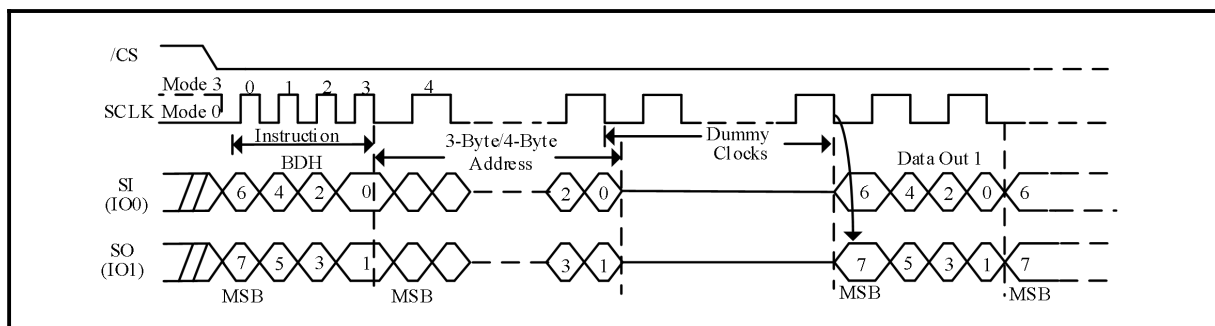 /CS
Mode 3 0 1 2 3 4
SCLK Mode 0
Instruction 3-Byte/4-Byte Dummy
BDH Address Clocks Data Out 1
SI 6 4 2 0 2 0 6 4 2 0 6
(IO0)
SO 7 5 3 1 3 1 7 5 3 1 7
(IO1)
MSB MSB MSB MSB